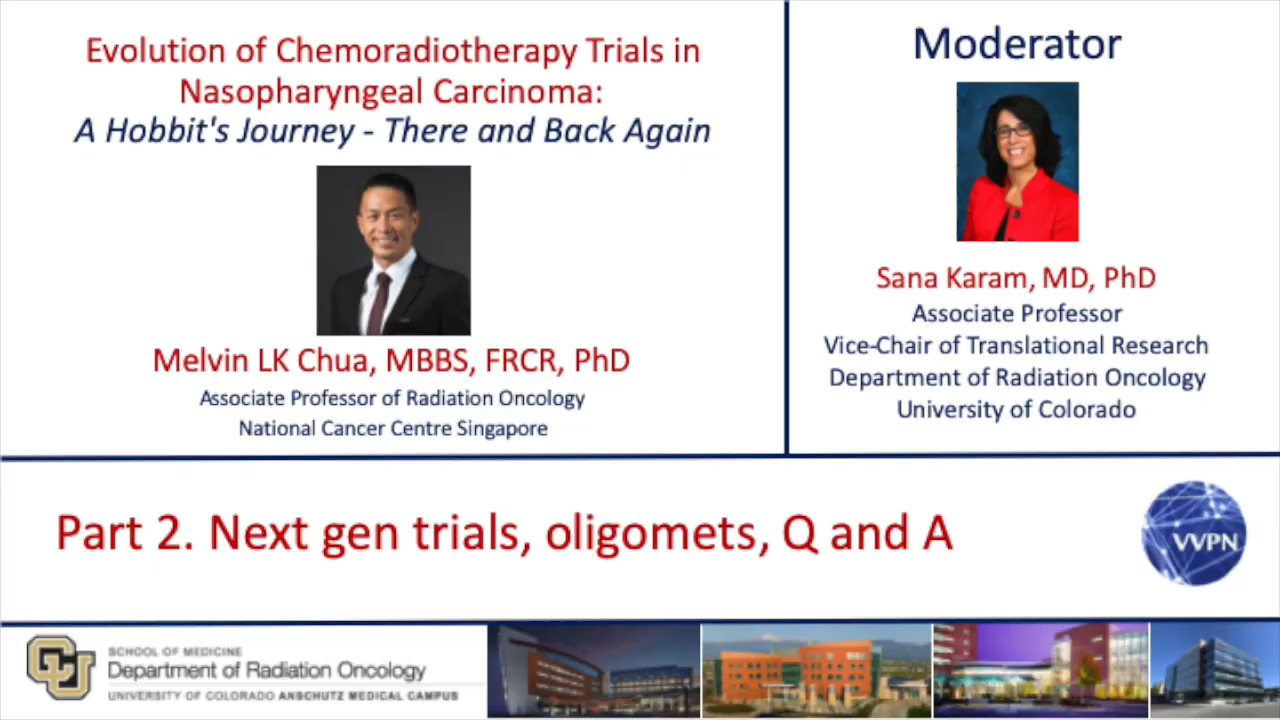 Evolution of Chemoradiotherapy Trials in
Nasopharyngeal Carcinoma:
A Hobbit's Journey - There and Back Again
Melvin LK Chua, MBBS, FRCR, PhD
Associate Professor of Radiation Oncology
National Cancer Centre Singapore
Moderator
Sana Karam, MD, PhD
Associate Professor
Vice-Chair of Translational Research
Department of Radiation Oncology
University of Colorado
Part 2. Next gen trials, oligomets, Q and A
VVPN
CU
SCHOOL OF MEDICINE
Department of Radiation Oncology
UNIVERSITY OF COLORADO ANSCHUTZ MEDICAL CAMPUS